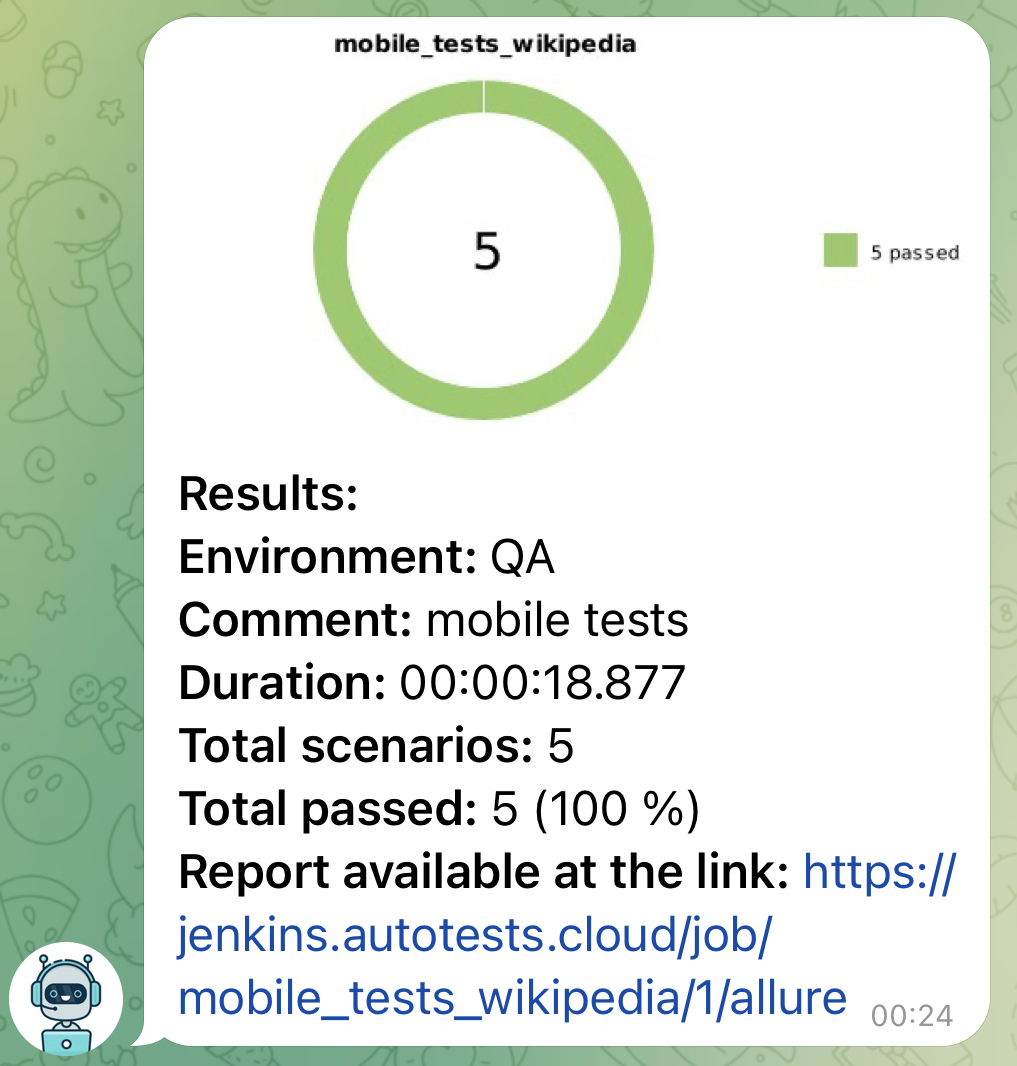 mobile_tests_wikipedia
5
5 passed
Results:
Environment: QA
Comment: mobile tests
Duration: 00:00:18.877
Total scenarios: 5
Total passed: 5 (100 %)
Report available at the link: https://
jenkins.autotests.cloud/job/
mobile_tests_wikipedia/1/allure
00:24